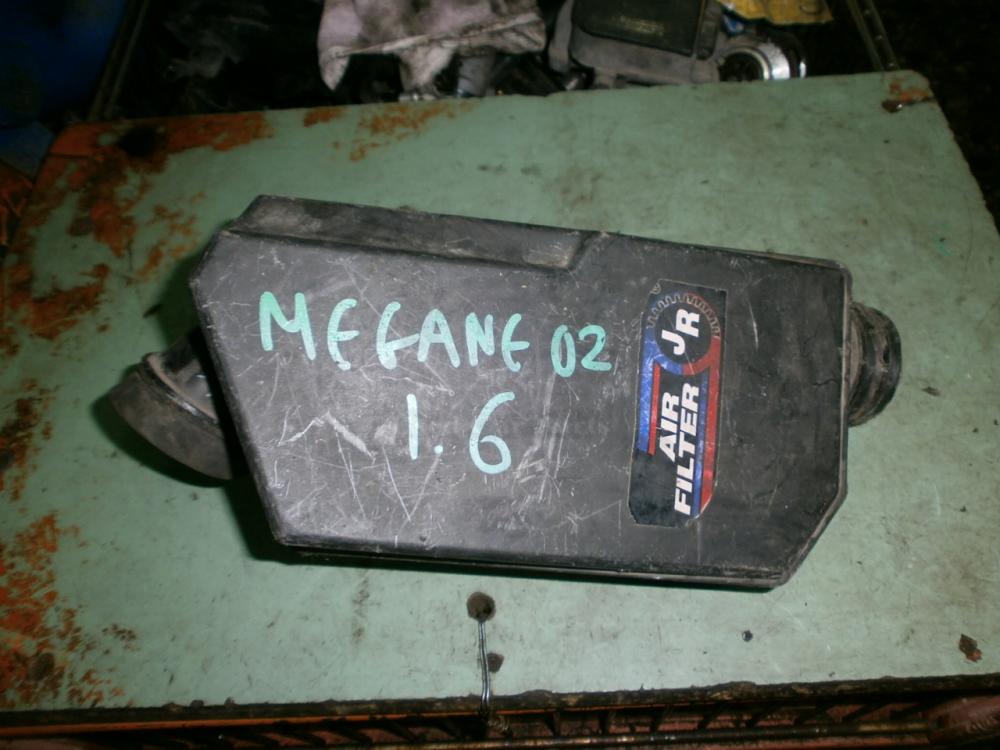 MEGANE 02
1.6
JR
AIR
FILTER